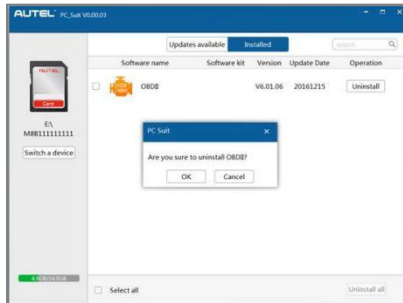 AUTEL PC_Suit V0.00.03
Updates available Installed
search
Software name Software kit Version Update Date Operation
AUTEL
Card
OBDⅡ V6.01.06 20161215 Uninstall
E:\
M8B111111111
Switch a device
PC Suit
Are you sure to uninstall OBDⅡ?
OK Cancel
Select all
Uninstall all